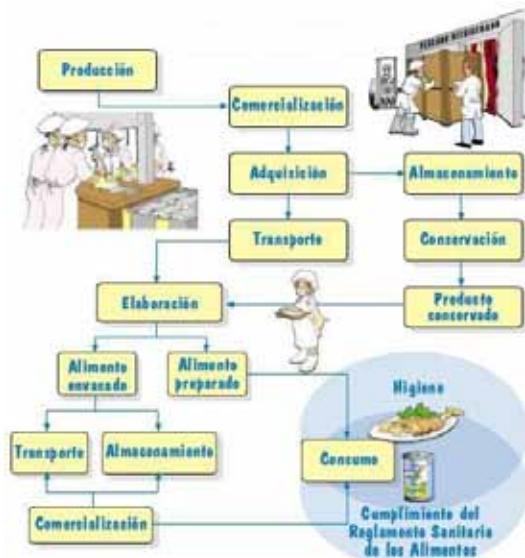 Producción
Comercialización
Adquisición
Almacenamiento
Transporte
Conservación
Elaboración
Producto
conservado
Alimento
envasado
Alimento
preparado
Higiene
Transporte
Almacenamiento
Consumo
Comercialización
Cumplimiento del
Reglamento Sanitario
de los Alimentos